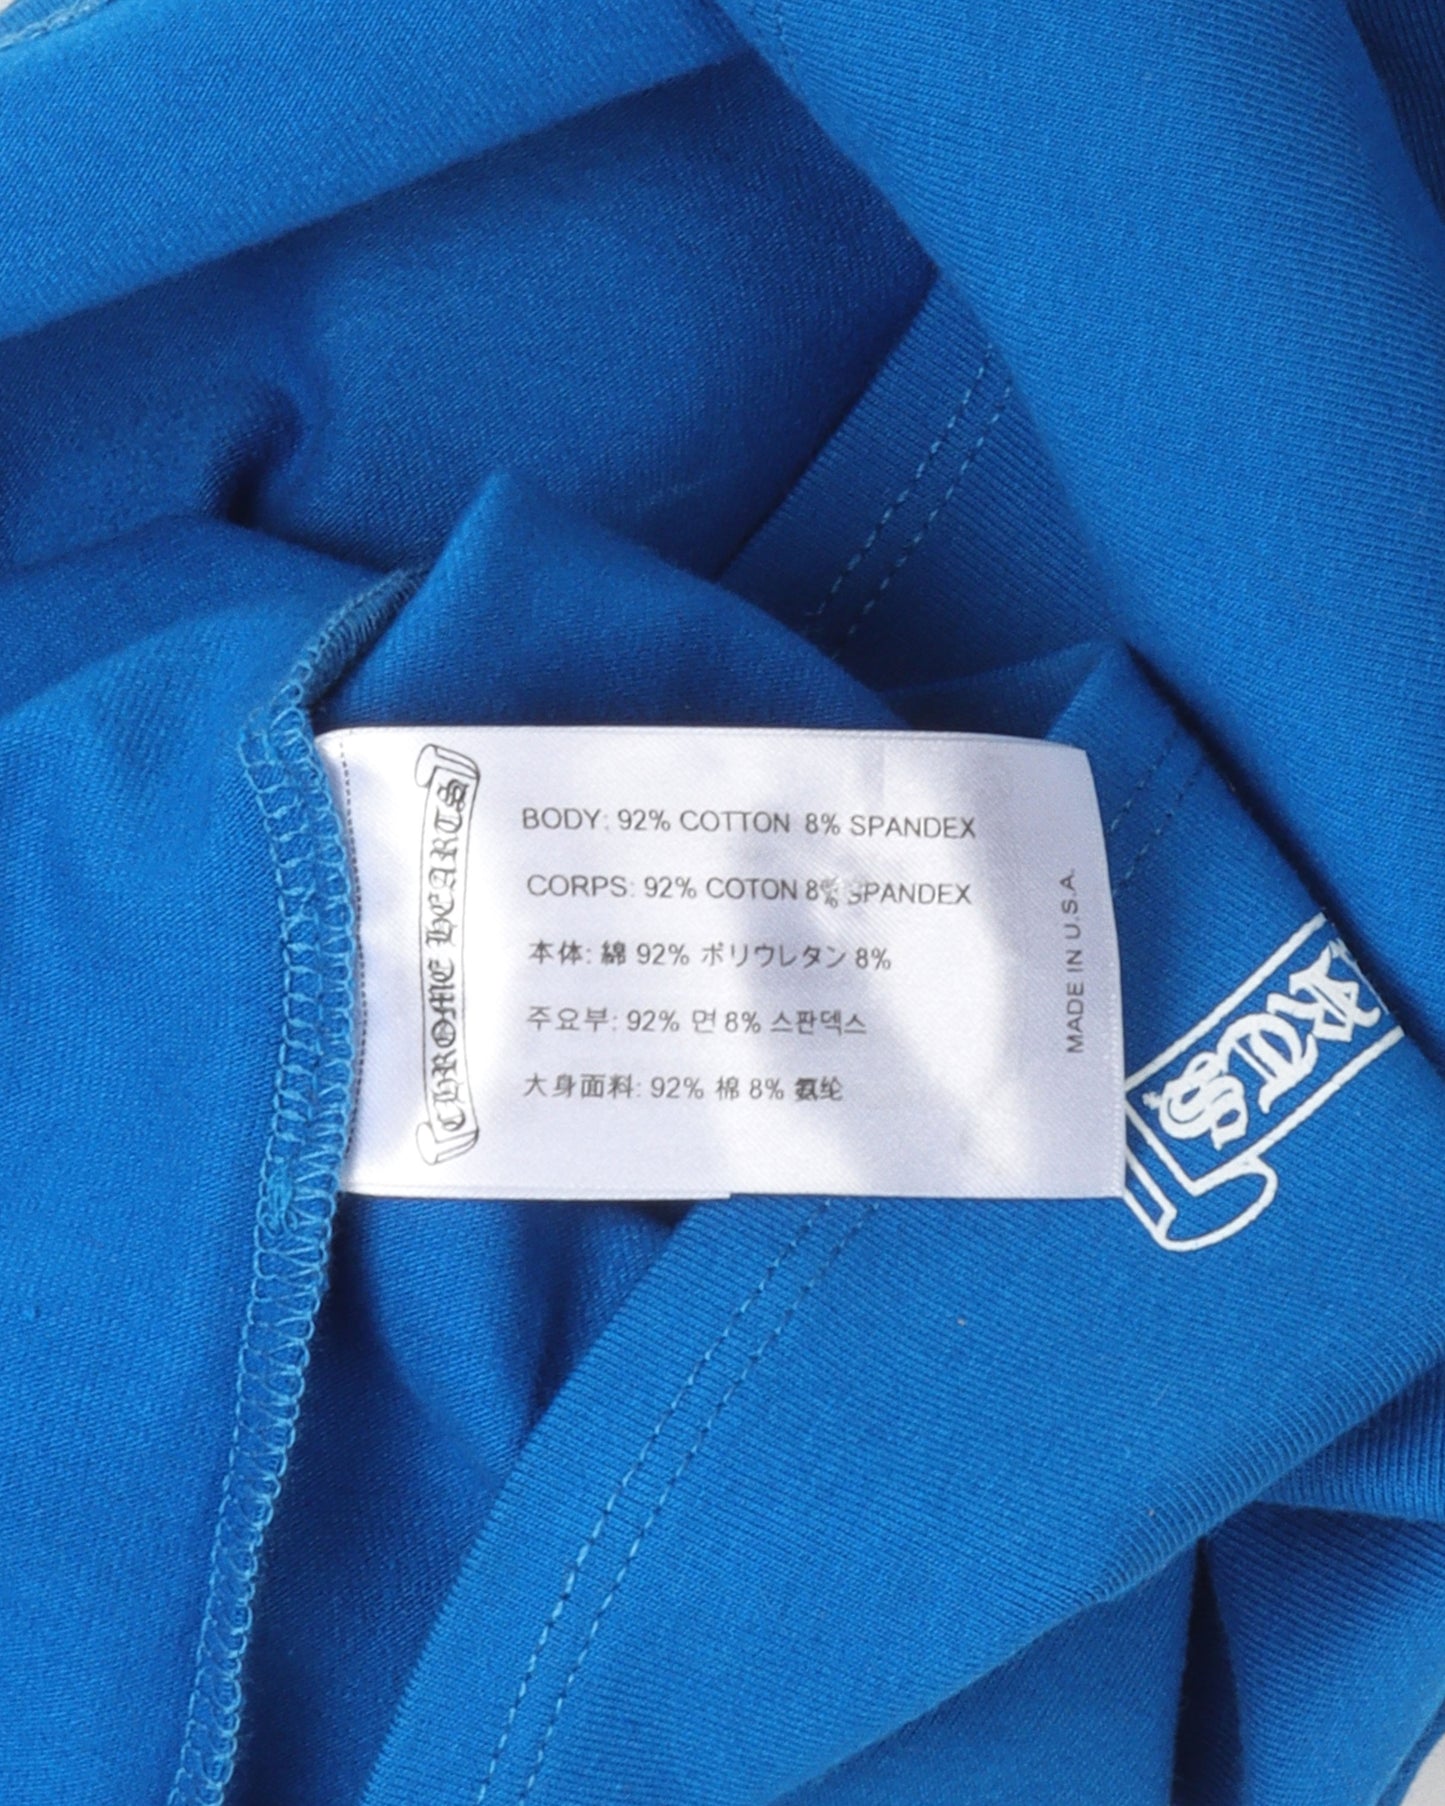 CHROME HEARTS
BODY: 92% COTTON 8% SPANDEX
CORPS: 92% COTON 8% SPANDEX
本体: 綿 92% ポリウレタン 8%
주요부: 92% 면 8% 스판덱스
大身面料: 92% 棉 8% 氨纶
MADE IN U.S.A.
RTS